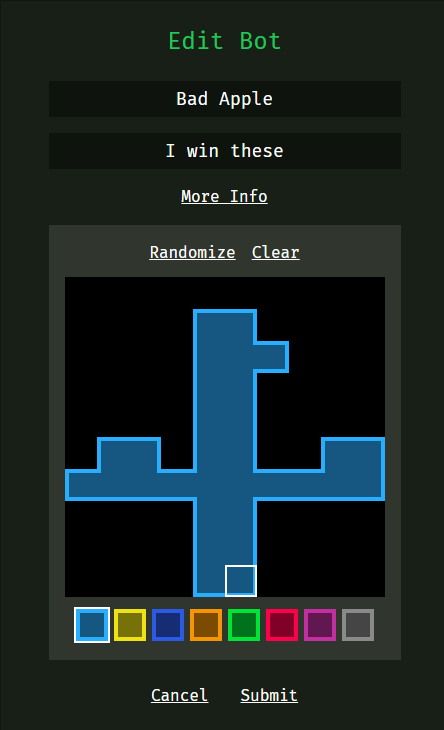 Edit Bot
Bad Apple
I win these
More Info
Randomize Clear
Cancel Submit